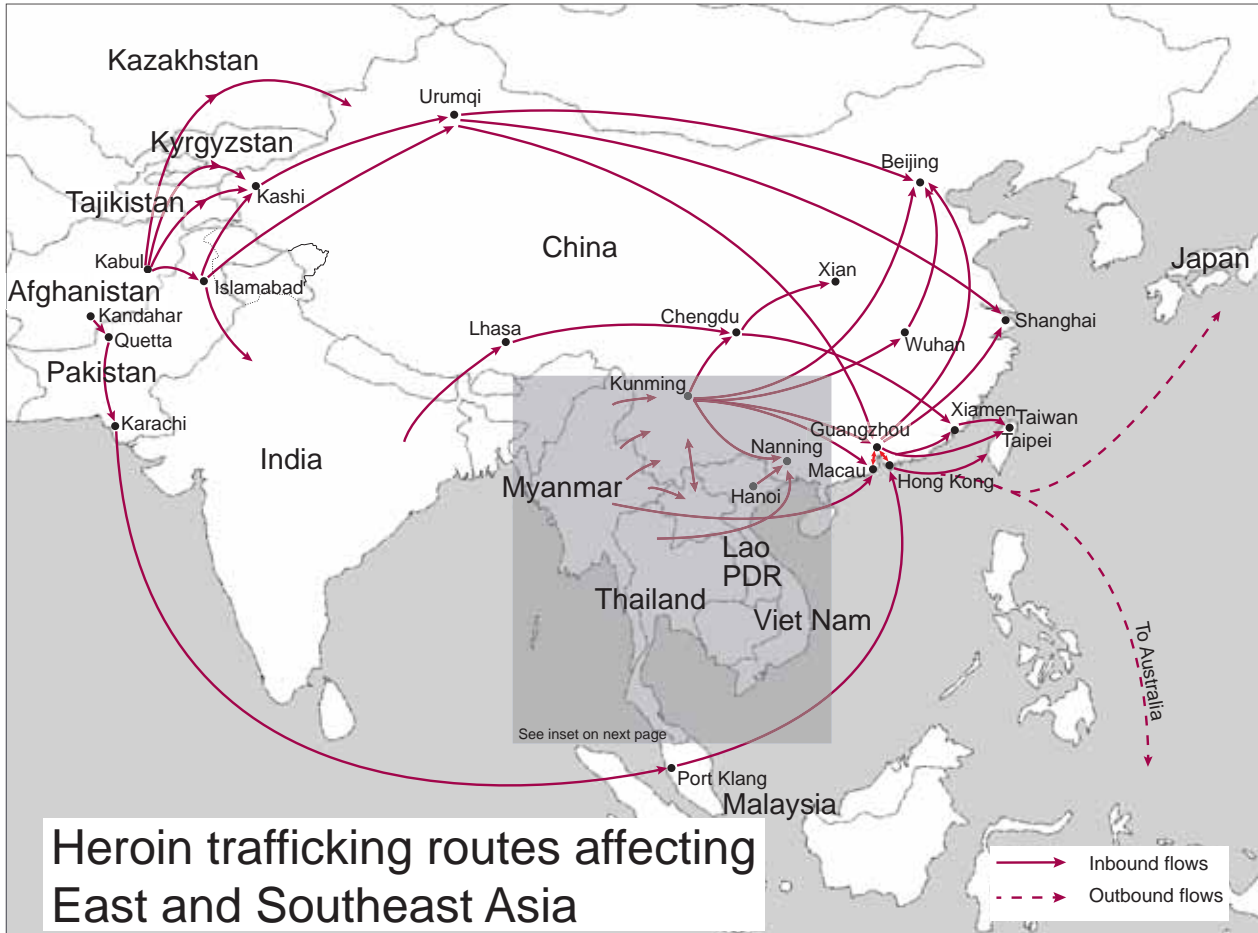 Kazakhstan
Urumqi
Kyrgyzstan
Beijing
Tajikistan
Kashi
China
Japan
Kabul
Xian
Islamabad
Afghanistan
Kandahar
Chengdu
Shanghai
Lhasa
Quetta
Wuhan
Pakistan
Kunming
Xiamen
Taiwan
Karachi
Guangzhou
Taipei
India
Nanning
Macau
Hong Kong
Myanmar
Hanoi
Lao
PDR
Thailand
Viet Nam
To Australia
See inset on next page
Port Klang
Malaysia
Heroin trafficking routes affecting
East and Southeast Asia
Inbound flows
Outbound flows